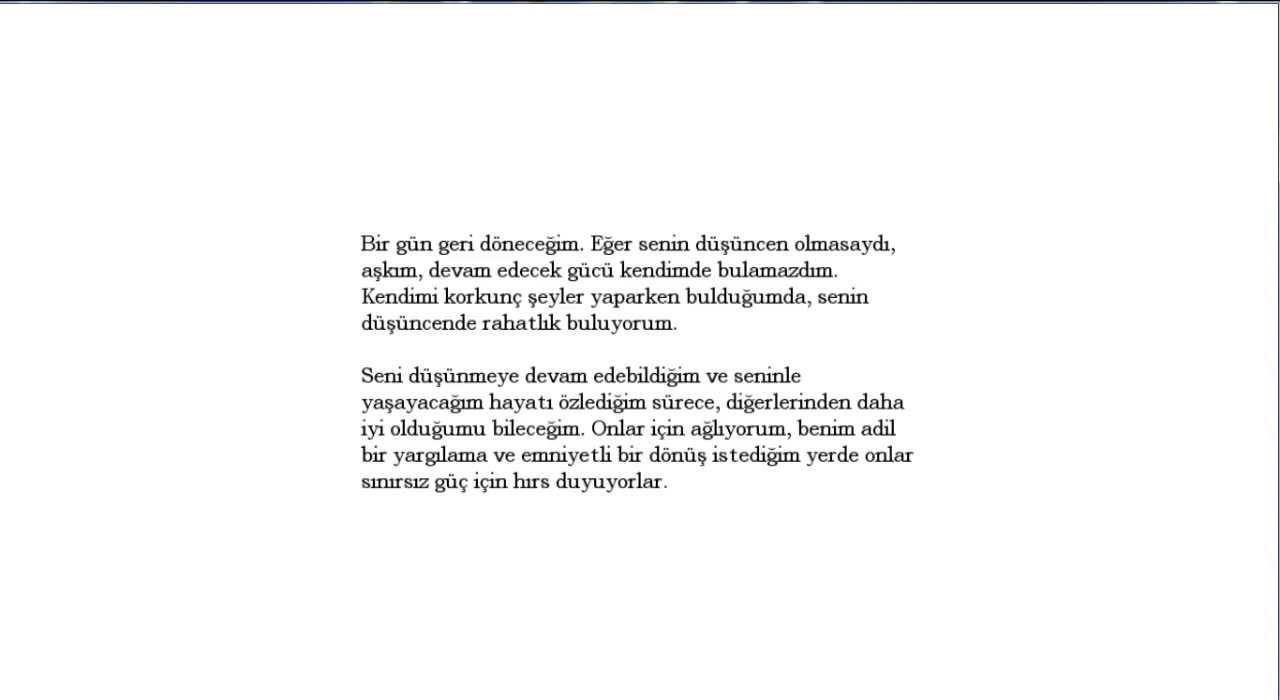 Bir gün geri döneceğim. Eğer senin düşüncen olmasaydı,
aşkım, devam edecek gücü kendimde bulamazdım.
Kendimi korkunç şeyler yaparken bulduğumda, senin
düşüncende rahatlık buluyorum.
Seni düşünmeye devam edebildiğim ve seninle
yaşayacağım hayatı özlediğim sürece, diğerlerinden daha
iyi olduğumu bileceğim. Onlar için ağlıyorum, benim adil
bir yargılama ve emniyetli bir dönüş istediğim yerde onlar
sınırsız güç için hırs duyuyorlar.